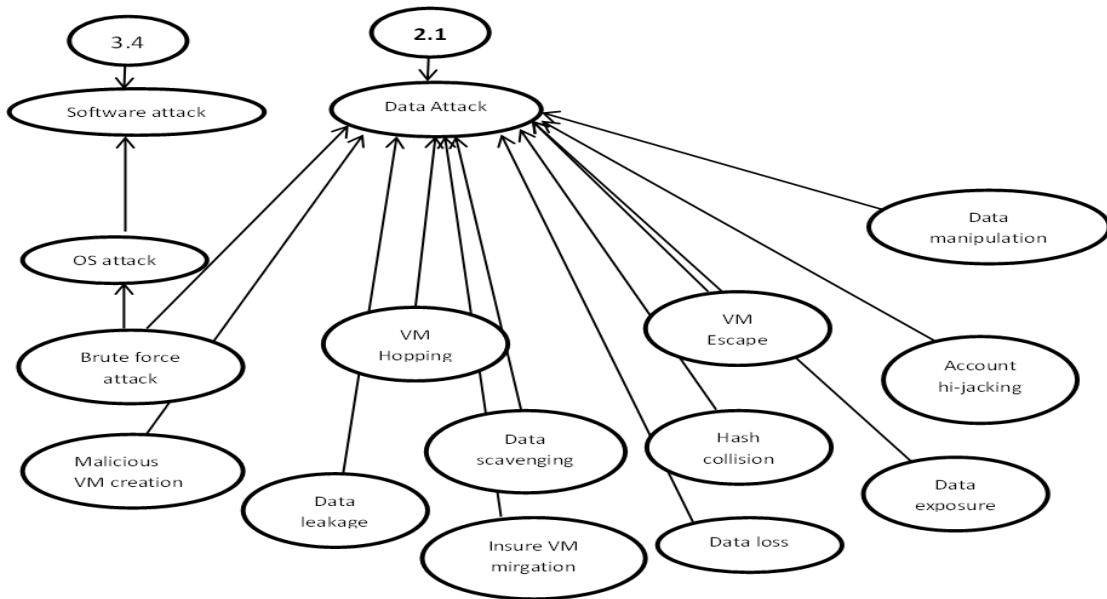 3.4
2.1
Software attack
Data Attack
Data
manipulation
OS attack
VM
Hopping
VM
Escape
Brute force
attack
Account
hi-jacking
Malicious
VM creation
Data
scavenging
Hash
collision
Data
leakage
Data
exposure
Insure VM
mirgation
Data loss